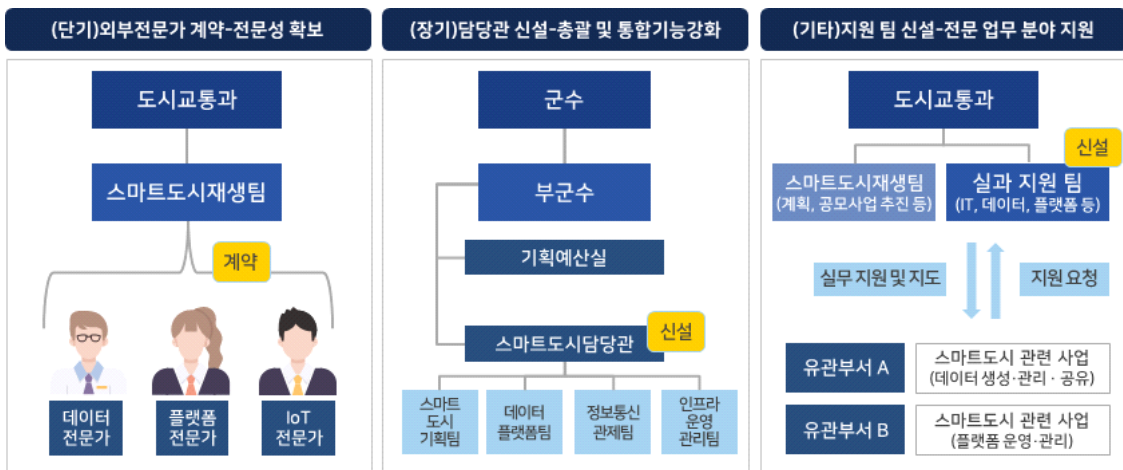 (단기)외부전문가 계약-전문성 확보
도시교통과
스마트도시재생팀
계약
데이터
전문가
플랫폼
전문가
IoT
전문가
(장기)담당관 신설-총괄 및 통합기능강화
군수
부군수
기획예산실
신설
스마트도시담당관
스마트
도시
기획팀
데이터
플랫폼팀
정보통신
관제팀
인프라
운영
관리팀
(기타)지원 팀 신설-전문 업무 분야 지원
도시교통과
신설
스마트도시재생팀
(계획, 공모사업 추진 등)
실과 지원 팀
(IT, 데이터, 플랫폼 등)
실무 지원 및 지도
지원 요청
유관부서 A
스마트도시 관련 사업
(데이터 생성·관리 · 공유)
유관부서 B
스마트도시 관련 사업
(플랫폼 운영·관리)